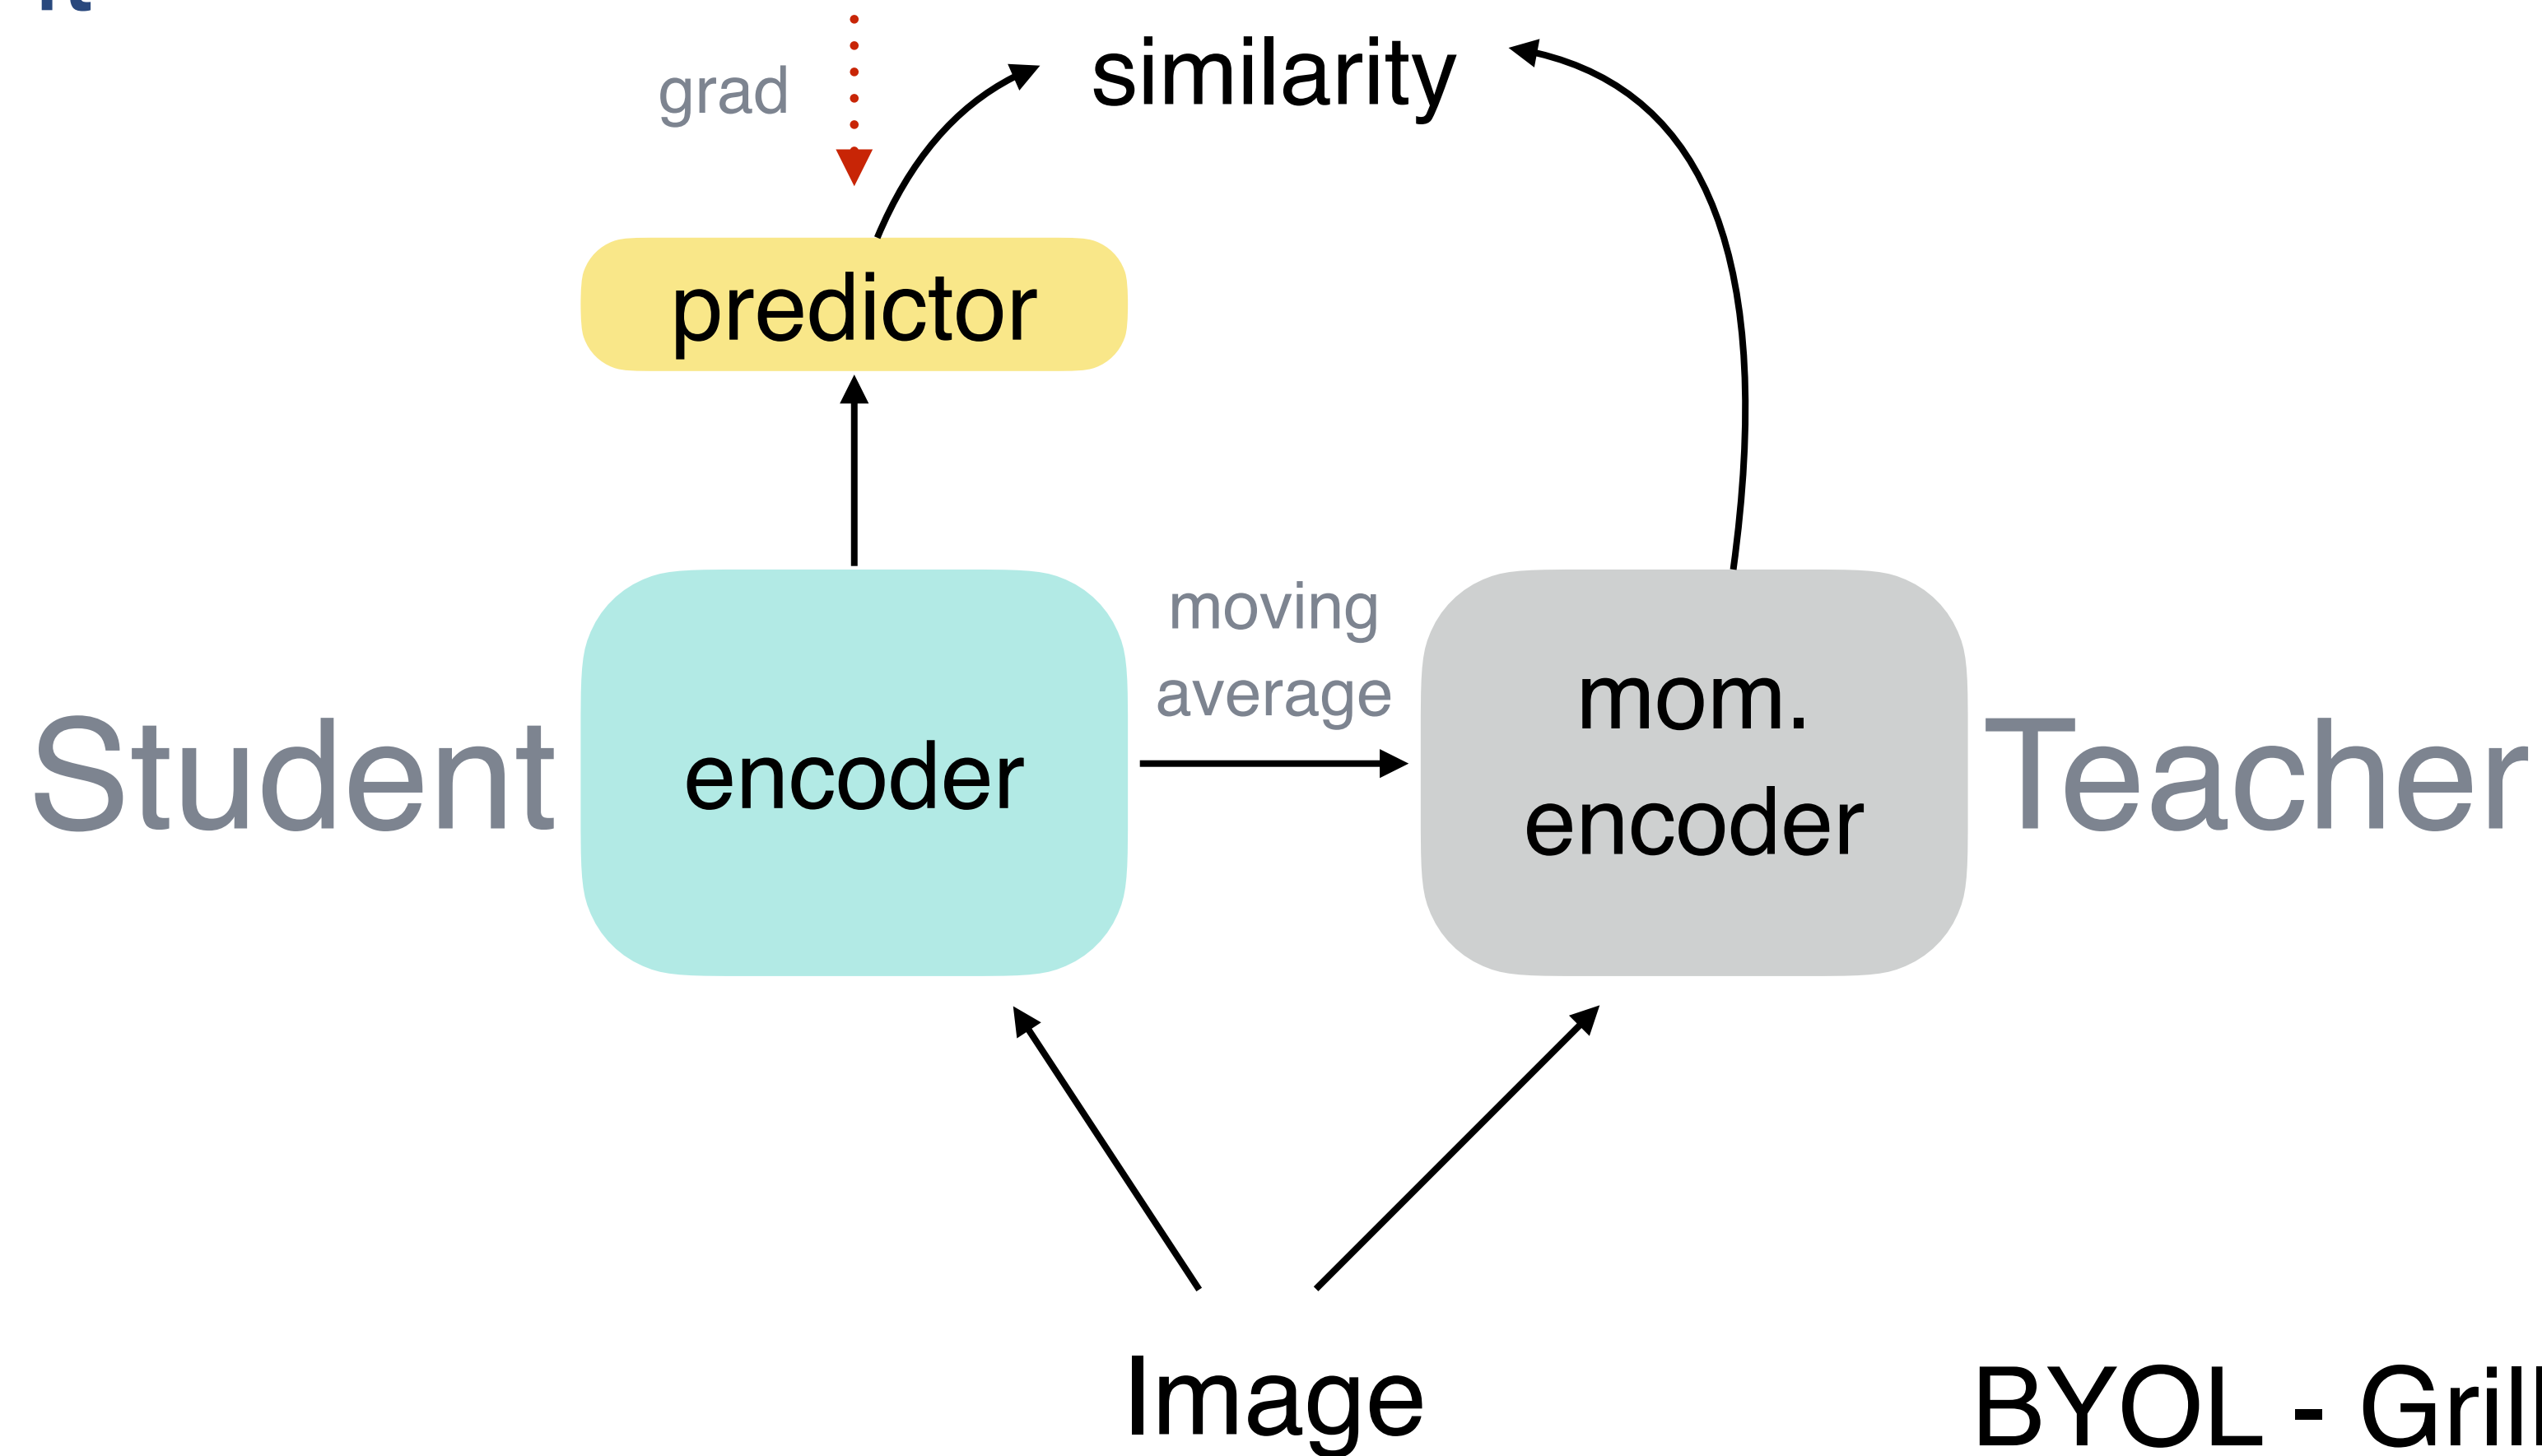 similarity
grad
predictor
moving
average
mom.
encoder
encoder
Student
Teacher
Image
BYOL - Grill